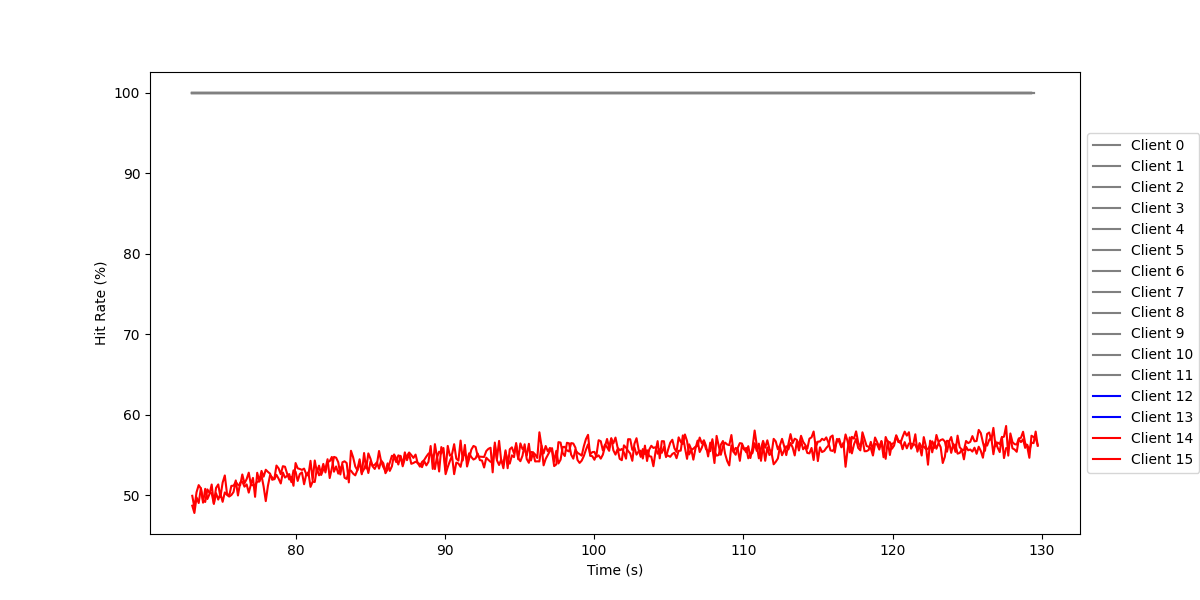 100
90
80
70
60
50
Hit Rate (%)
80 90 100 110 120 130
Time (s)
Client 0
Client 1
Client 2
Client 3
Client 4
Client 5
Client 6
Client 7
Client 8
Client 9
Client 10
Client 11
Client 12
Client 13
Client 14
Client 15